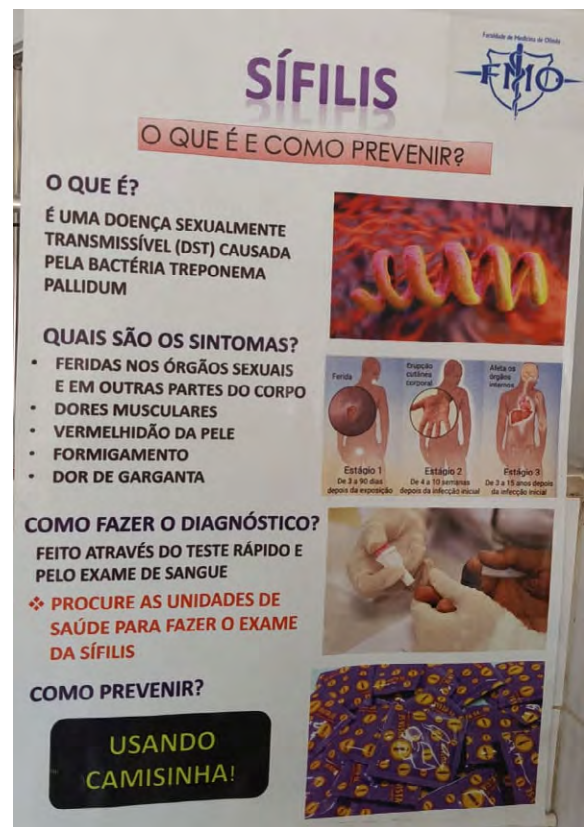 Faculdade de Medicina de Olinda
FMO
SÍFILIS
O QUE É E COMO PREVENIR?
O QUE É?
É UMA DOENÇA SEXUALMENTE
TRANSMISSÍVEL (DST) CAUSADA
PELA BACTÉRIA TREPONEMA
PALLIDUM
QUAIS SÃO OS SINTOMAS?
• FERIDAS NOS ÓRGÃOS SEXUAIS
E EM OUTRAS PARTES DO CORPO
• DORES MUSCULARES
• VERMELHIDÃO DA PELE
• FORMIGAMENTO
• DOR DE GARGANTA
Ferida
Estágio 1
De 3 a 90 dias
depois da exposição
Erupção
cutânea
corporal
Estágio 2
De 4 a 10 semanas
depois da infecção inicial
Afeta os
órgãos
internos
Estágio 3
De 3 a 15 anos depois
da infecção inicial
COMO FAZER O DIAGNÓSTICO?
FEITO ATRAVÉS DO TESTE RÁPIDO E
PELO EXAME DE SANGUE
❖ PROCURE AS UNIDADES DE
SAÚDE PARA FAZER O EXAME
DA SÍFILIS
COMO PREVENIR?
USANDO
CAMISINHA!